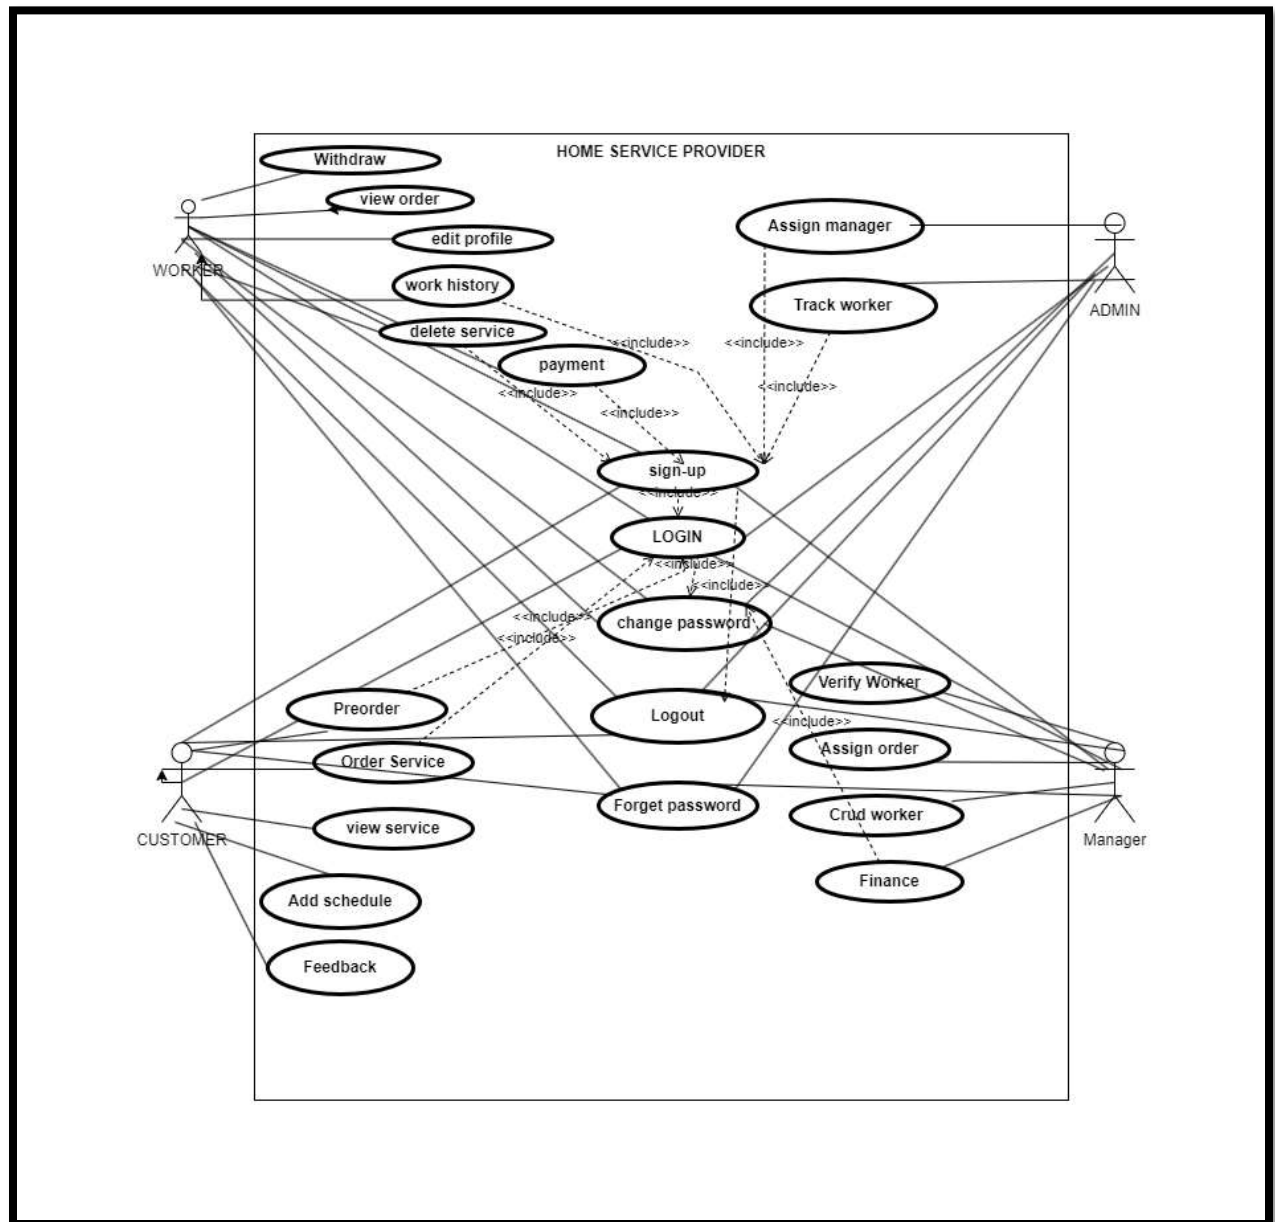 HOME SERVICE PROVIDER
Withdraw
view order
edit profile
work history
delete service
payment
WORKER
Assign manager
Track worker
ADMIN
<<include>>
<<include>>
<<include>>
<<include>>
<<include>>
sign-up
<<include>>
LOGIN
<<include>>
<<include>>
change password
<<include>>
<<include>>
Verify Worker
Preorder
Logout
<<include>>
Assign order
Order Service
Forget password
Crud worker
view service
CUSTOMER
Manager
Finance
Add schedule
Feedback